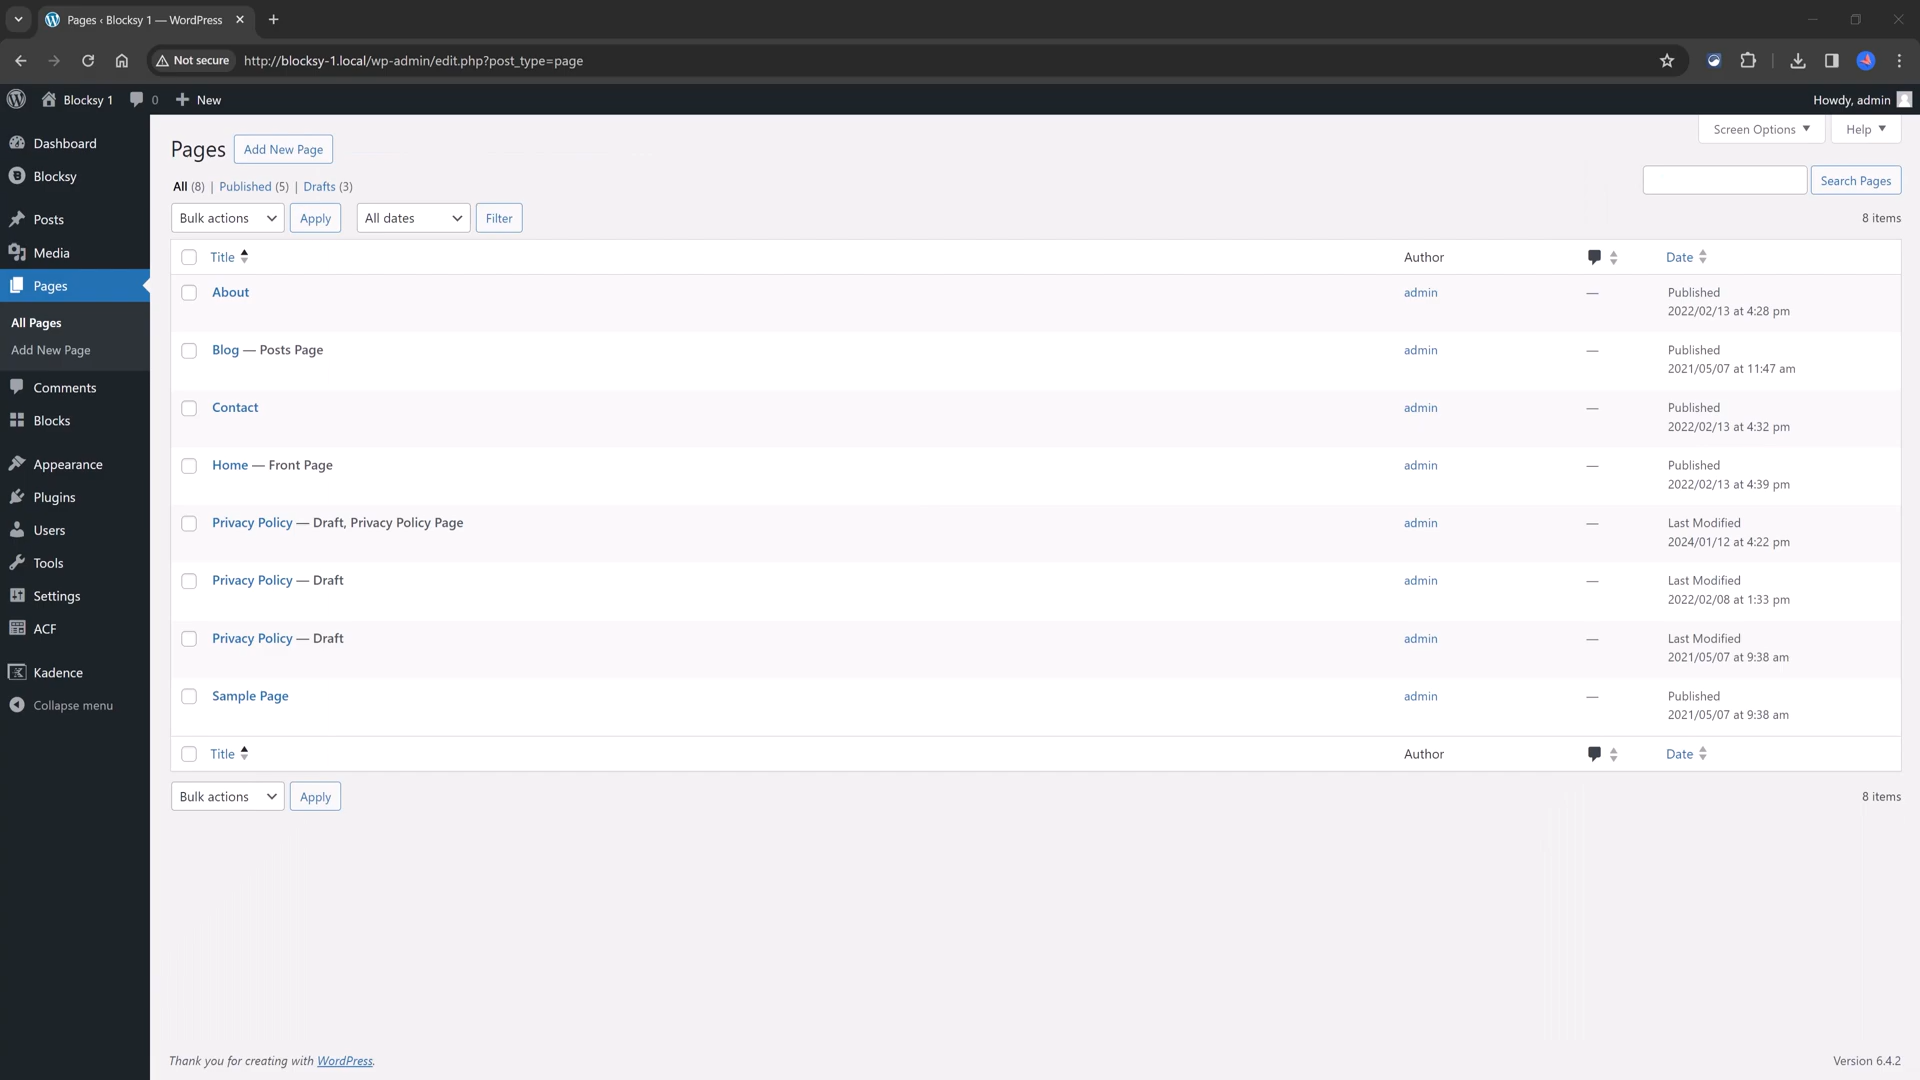 Pages ‹ Blocksy 1 — WordPress
Not secure http://blocksy-1.local/wp-admin/edit.php?post_type=page
Blocksy 1 0 New Howdy, admin
Screen Options Help
Dashboard
Blocksy
Posts
Media
Pages
All Pages
Add New Page
Comments
Blocks
Appearance
Plugins
Users
Tools
Settings
ACF
Kadence
Collapse menu
Pages Add New Page
All (8) | Published (5) | Drafts (3)
Search Pages
Bulk actions Apply All dates Filter 8 items
Title Author Date
About admin — Published
2022/02/13 at 4:28 pm
Blog — Posts Page admin — Published
2021/05/07 at 11:47 am
Contact admin — Published
2022/02/13 at 4:32 pm
Home — Front Page admin — Published
2022/02/13 at 4:39 pm
Privacy Policy — Draft, Privacy Policy Page admin — Last Modified
2024/01/12 at 4:22 pm
Privacy Policy — Draft admin — Last Modified
2022/02/08 at 1:33 pm
Privacy Policy — Draft admin — Last Modified
2021/05/07 at 9:38 am
Sample Page admin — Published
2021/05/07 at 9:38 am
Title Author Date
Bulk actions Apply 8 items
Thank you for creating with WordPress. Version 6.4.2